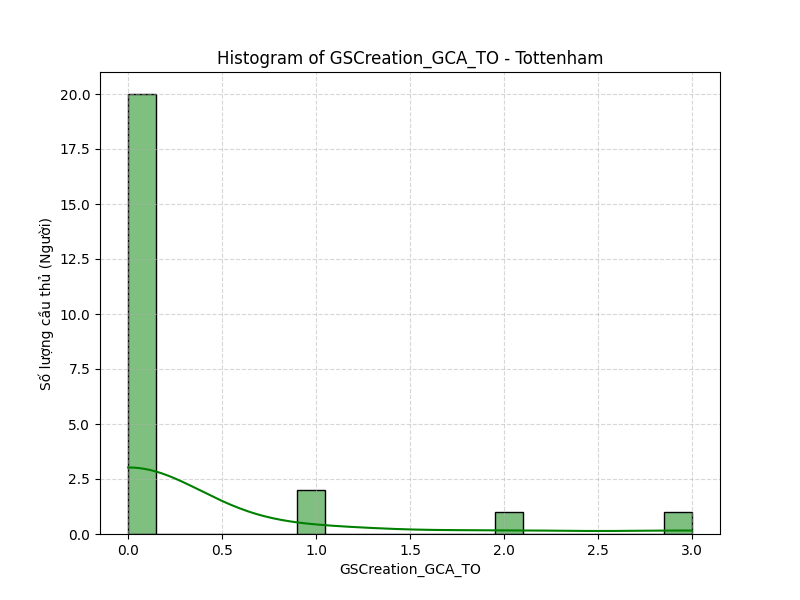 Histogram of GSCreation_GCA_TO - Tottenham
Số lượng cầu thủ (Người)
20.0
17.5
15.0
12.5
10.0
7.5
5.0
2.5
0.0
0.0 0.5 1.0 1.5 2.0 2.5 3.0
GSCreation_GCA_TO